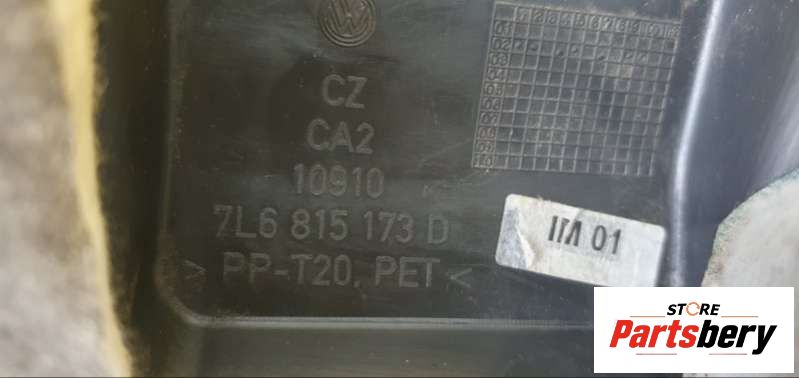 CZ
CA2
10910
7L6 815 173 D
> PP-T20. PET <
IM 01
STORE
Partsbery